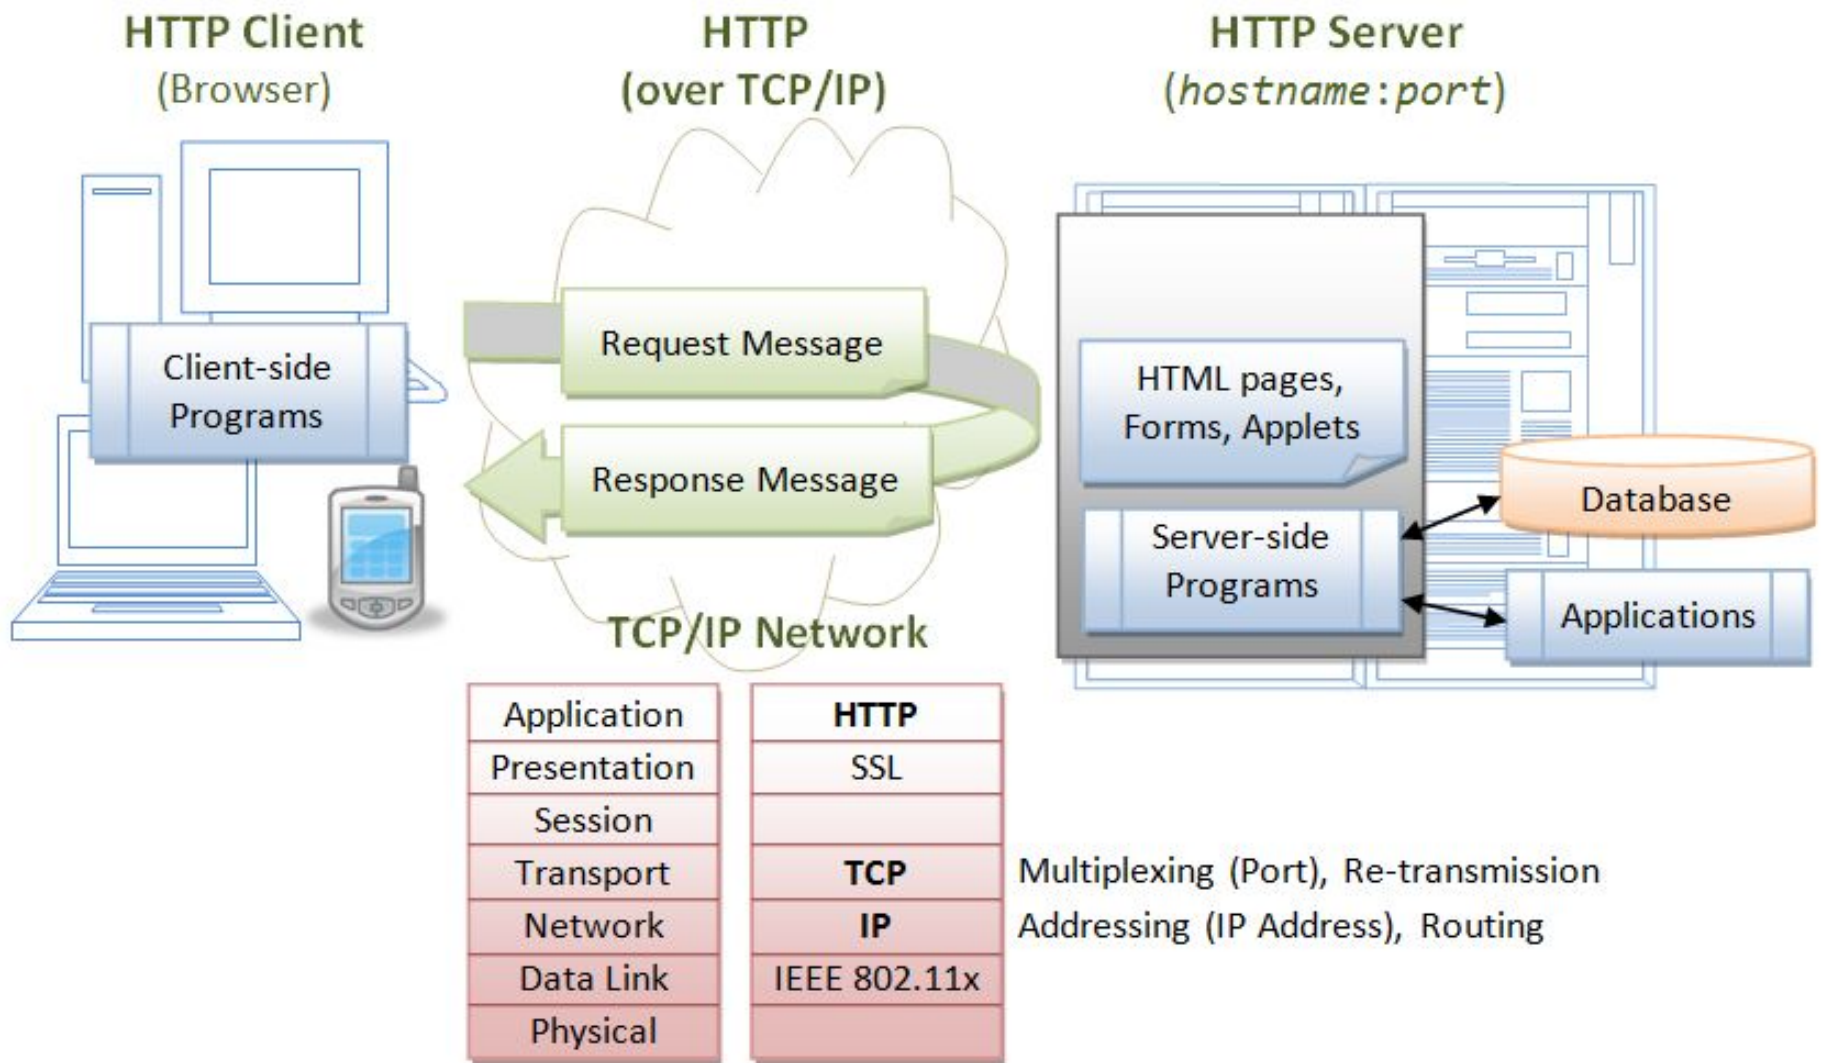 HTTP Client
(Browser)
HTTP
(over TCP/IP)
HTTP Server
(hostname:port)
Client-side
Programs
Request Message
Response Message
HTML pages,
Forms, Applets
Server-side
Programs
Database
Applications
TCP/IP Network
Application HTTP
Presentation SSL
Session
Transport TCP Multiplexing (Port), Re-transmission
Network IP Addressing (IP Address), Routing
Data Link IEEE 802.11x
Physical